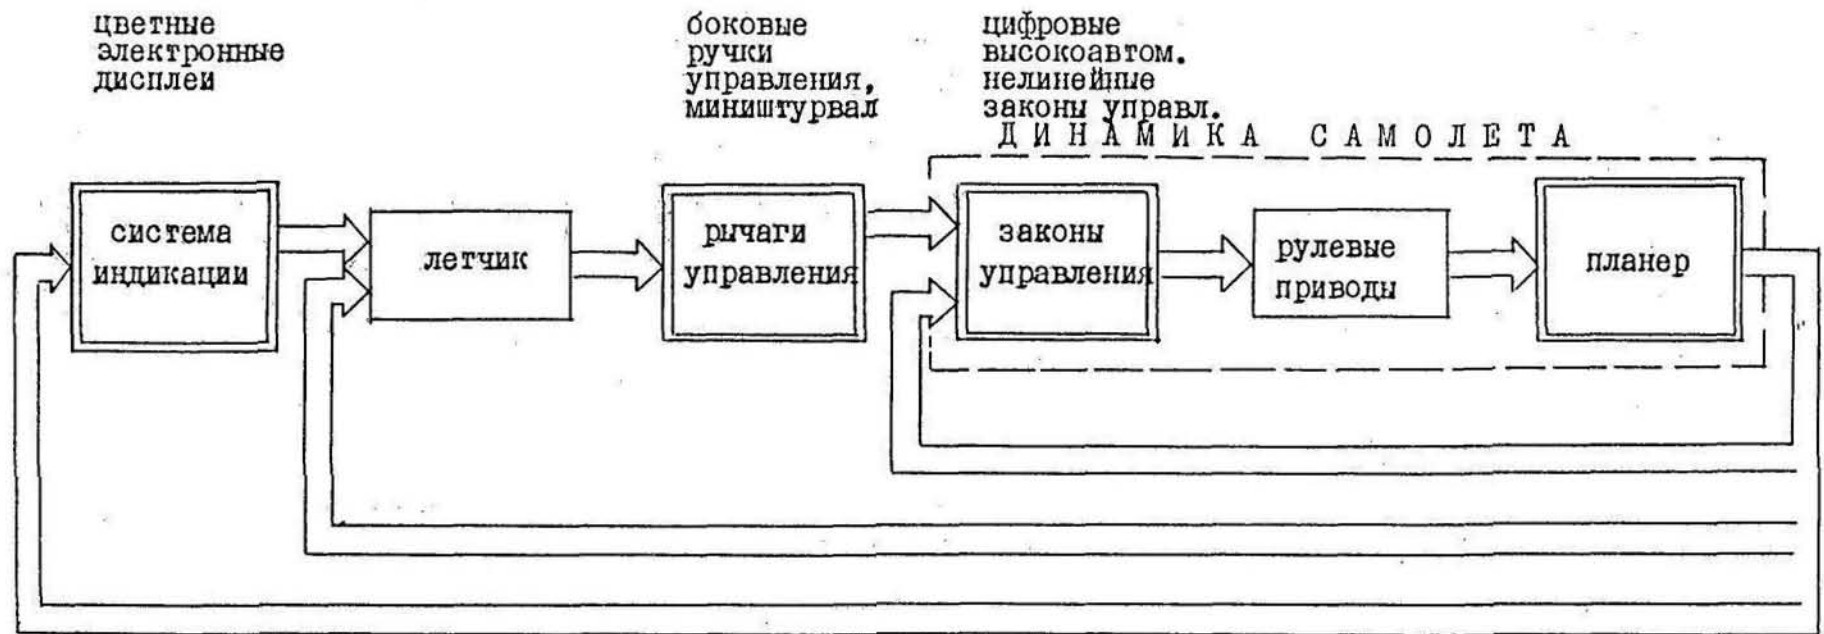 цветные
электронные
дисплеи
боковые
ручки
управления,
миништурвал
цифровые
высокоавтом.
нелинейные
законы управл.
ДИНАМИКА САМОЛЕТА
система
индикации
летчик
рычаги
управления
законы
управления
рулевые
приводы
планер